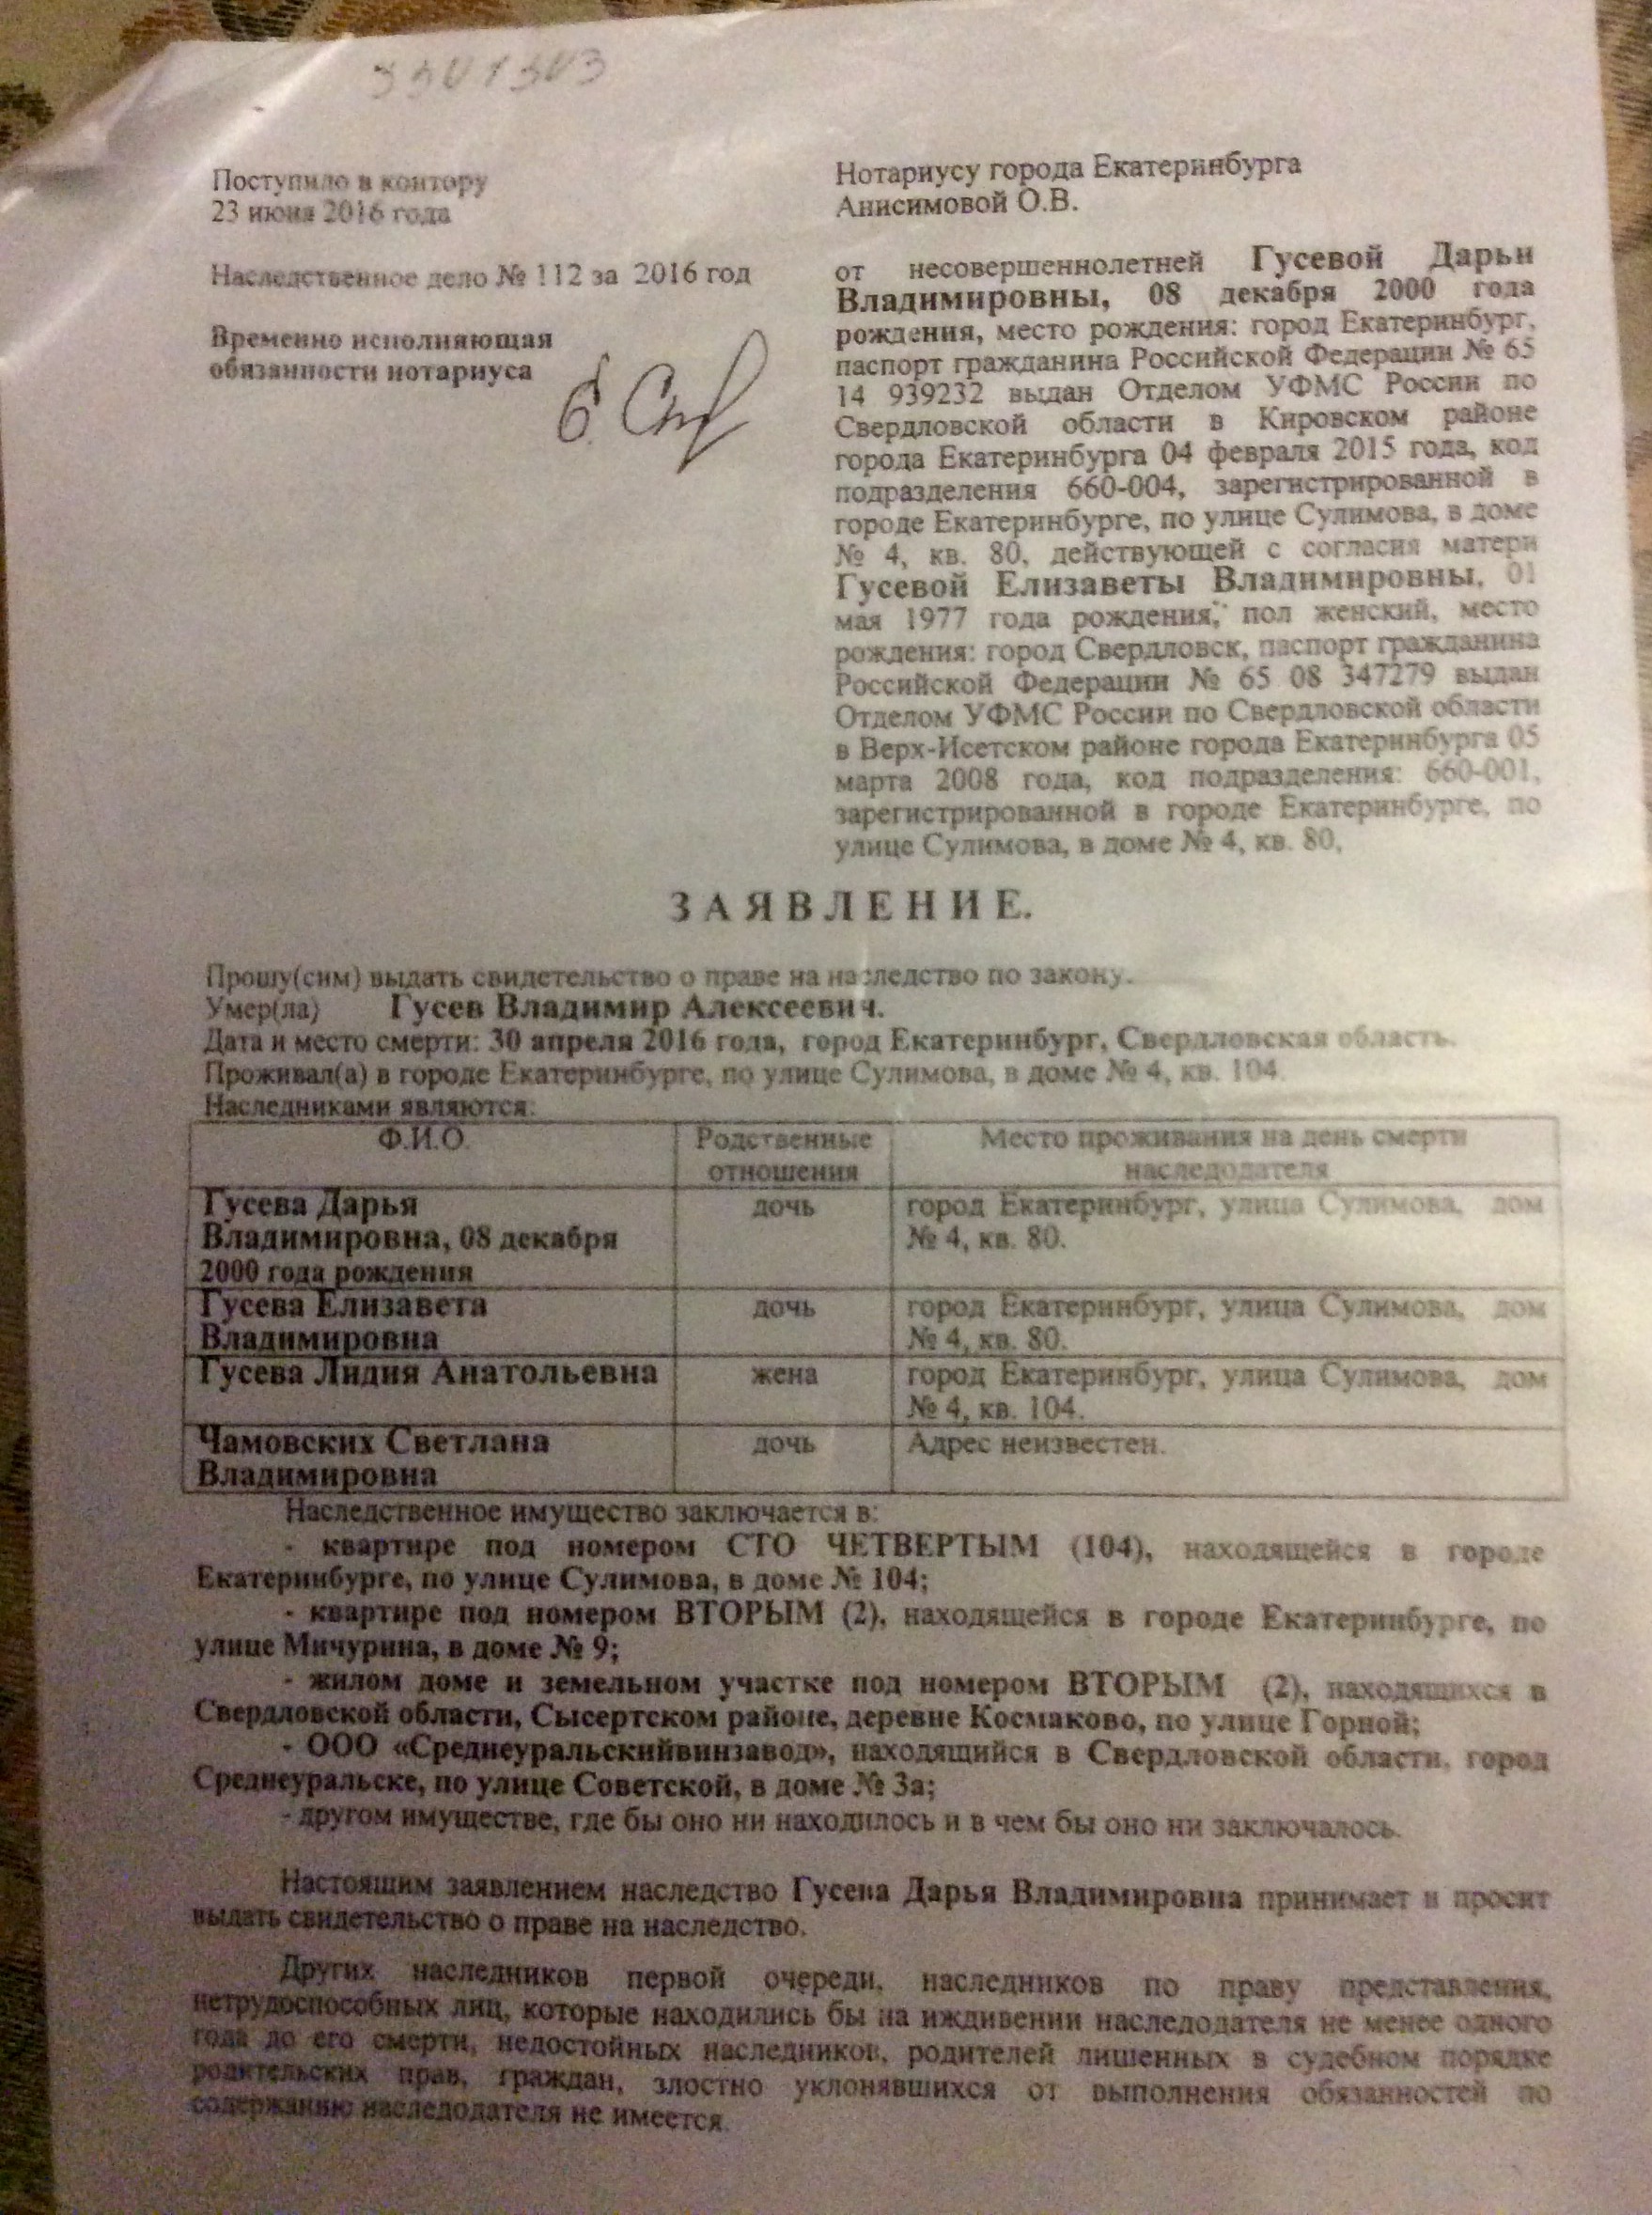 3301303
Поступило в контору
23 июня 2016 года
Наследственное дело № 112 за 2016 год
Временно исполняющая
обязанности нотариуса
Нотариусу города Екатеринбурга
Анисимовой О.В.
от несовершеннолетней Гусевой Дарьи
Владимировны, 08 декабря 2000 года
рождения, место рождения: город Екатеринбург,
паспорт гражданина Российской Федерации № 65
14 939232 выдан Отделом УФМС России по
Свердловской области в Кировском районе
города Екатеринбурга 04 февраля 2015 года, код
подразделения 660-004, зарегистрированной в
городе Екатеринбурге, по улице Сулимова, в доме
№ 4, кв. 80, действующей с согласия матери
Гусевой Елизаветы Владимировны, 01
мая 1977 года рождения, пол женский, место
рождения: город Свердловск, паспорт гражданина
Российской Федерации № 65 08 347279 выдан
Отделом УФМС России по Свердловской области
в Верх-Исетском районе города Екатеринбурга 05
марта 2008 года, код подразделения: 660-001,
зарегистрированной в городе Екатеринбурге, по
улице Сулимова, в доме № 4, кв. 80,
ЗАЯВЛЕНИЕ.
Прошу(сим) выдать свидетельство о праве на наследство по закону.
Умер(ла) Гусев Владимир Алексеевич.
Дата и место смерти: 30 апреля 2016 года, город Екатеринбург, Свердловская область.
Проживал(а) в городе Екатеринбурге, по улице Сулимова, в доме № 4, кв. 104.
Наследниками являются:
Ф.И.О. Родственные отношения Место проживания на день смерти наследодателя
Гусева Дарья дочь город Екатеринбург, улица Сулимова, дом
Владимировна, 08 декабря № 4, кв. 80.
2000 года рождения
Гусева Елизавета дочь город Екатеринбург, улица Сулимова, дом
Владимировна № 4, кв. 80.
Гусева Лидия Анатольевна жена город Екатеринбург, улица Сулимова, дом
№ 4, кв. 104.
Чамовских Светлана дочь Адрес неизвестен.
Владимировна
Наследственное имущество заключается в:
- квартире под номером СТО ЧЕТВЕРТЫМ (104), находящейся в городе
Екатеринбурге, по улице Сулимова, в доме № 104;
- квартире под номером ВТОРЫМ (2), находящейся в городе Екатеринбурге, по
улице Мичурина, в доме № 9;
- жилом доме и земельном участке под номером ВТОРЫМ (2), находящихся в
Свердловской области, Сысертском районе, деревне Космаково, по улице Горной;
- ООО «Среднеуральскийвинзавод», находящийся в Свердловской области, город
Среднеуральске, по улице Советской, в доме № 3а;
- другом имуществе, где бы оно ни находилось и в чем бы оно ни заключалось.
Настоящим заявлением наследство Гусева Дарья Владимировна принимает и просит
выдать свидетельство о праве на наследство.
Других наследников первой очереди, наследников по праву представления,
нетрудоспособных лиц, которые находились бы на иждивении наследодателя не менее одного
года до его смерти, недостойных наследников, родителей лишенных в судебном порядке
родительских прав, граждан, злостно уклонявшихся от выполнения обязанностей по
содержанию наследодателя не имеется.